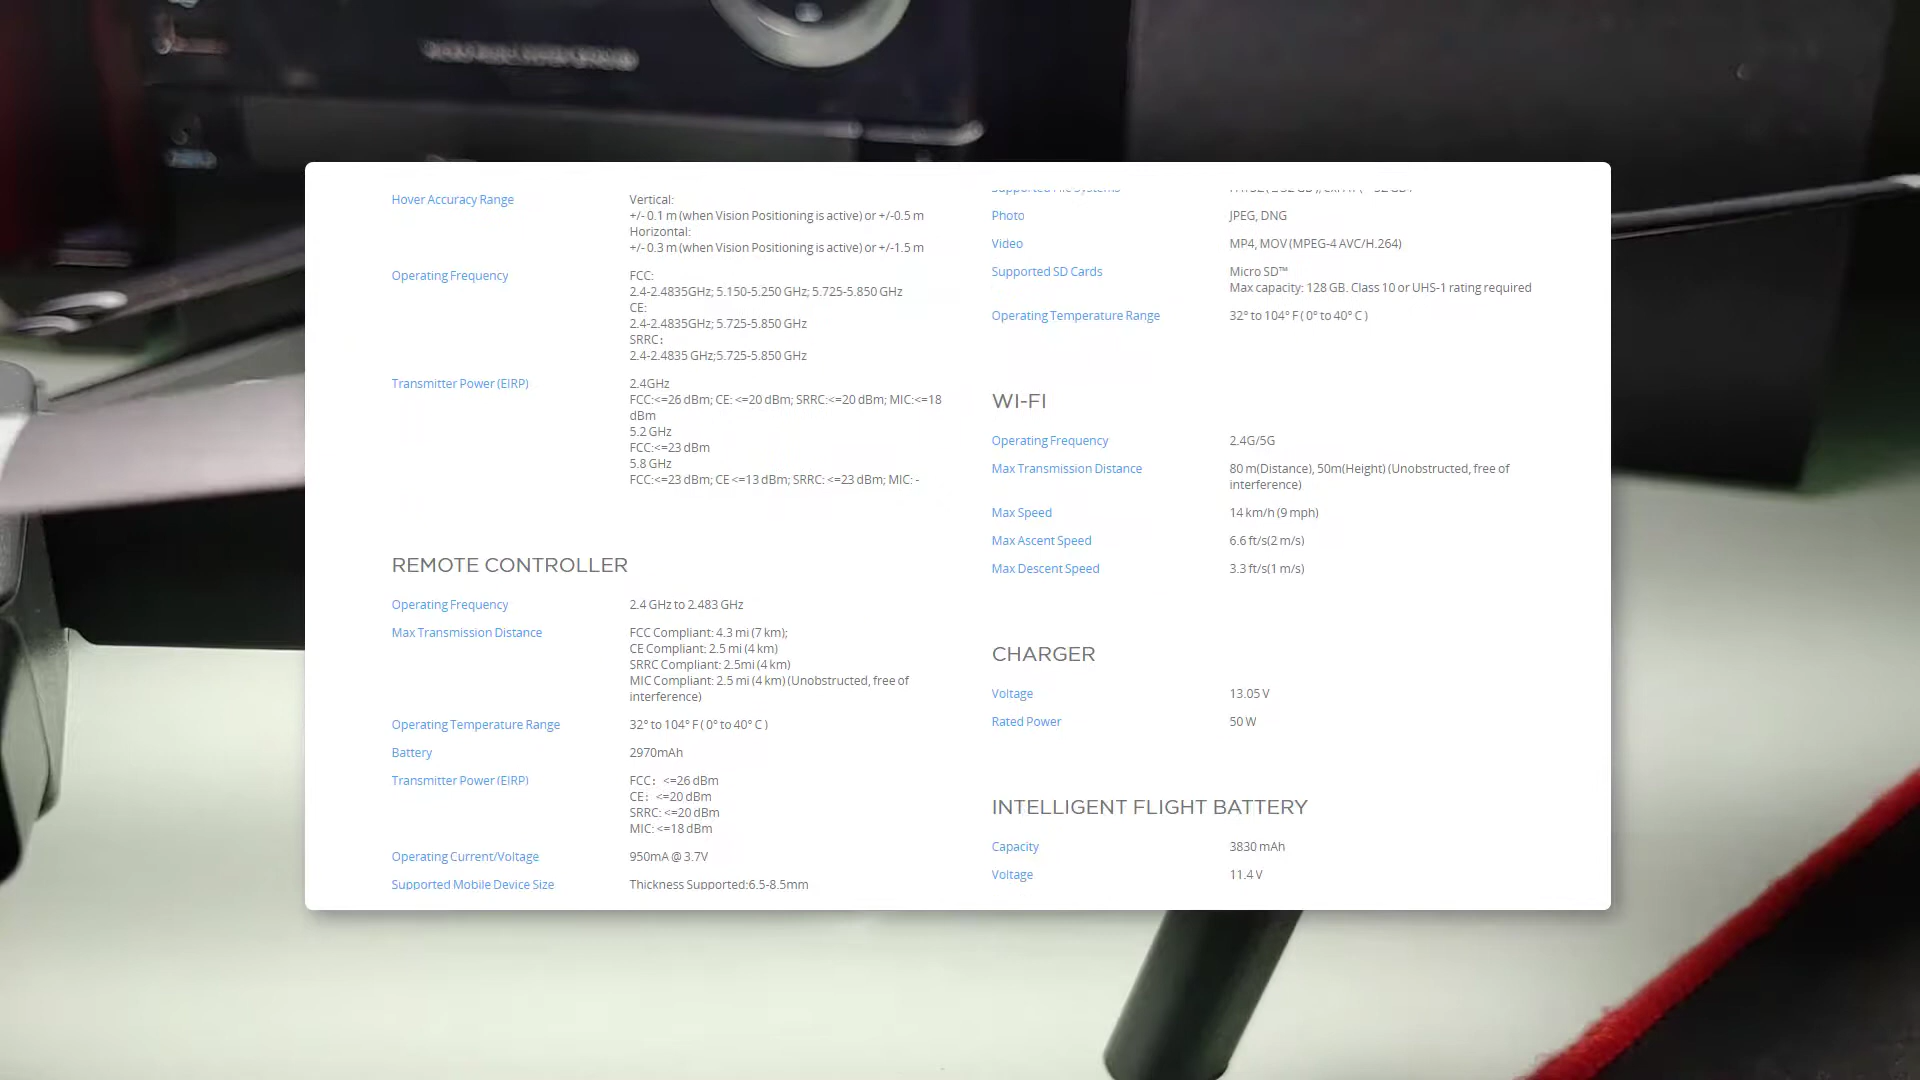 Hover Accuracy Range
Vertical:
+/- 0.1 m (when Vision Positioning is active) or +/-0.5 m
Horizontal:
+/- 0.3 m (when Vision Positioning is active) or +/-1.5 m
Operating Frequency
FCC:
2.4-2.4835GHz; 5.150-5.250 GHz; 5.725-5.850 GHz
CE:
2.4-2.4835GHz; 5.725-5.850 GHz
SRRC：
2.4-2.4835 GHz;5.725-5.850 GHz
Transmitter Power (EIRP)
2.4GHz
FCC:<=26 dBm; CE: <=20 dBm; SRRC:<=20 dBm; MIC:<=18
dBm
5.2 GHz
FCC:<=23 dBm
5.8 GHz
FCC:<=23 dBm; CE <=13 dBm; SRRC: <=23 dBm; MIC: -
REMOTE CONTROLLER
Operating Frequency
2.4 GHz to 2.483 GHz
Max Transmission Distance
FCC Compliant: 4.3 mi (7 km);
CE Compliant: 2.5 mi (4 km)
SRRC Compliant: 2.5mi (4 km)
MIC Compliant: 2.5 mi (4 km) (Unobstructed, free of
interference)
Operating Temperature Range
32° to 104° F ( 0° to 40° C )
Battery
2970mAh
Transmitter Power (EIRP)
FCC：<=26 dBm
CE：<=20 dBm
SRRC: <=20 dBm
MIC: <=18 dBm
Operating Current/Voltage
950mA @ 3.7V
Supported Mobile Device Size
Thickness Supported:6.5-8.5mm
Supported File Systems
Photo
JPEG, DNG
Video
MP4, MOV (MPEG-4 AVC/H.264)
Supported SD Cards
Micro SD™
Max capacity: 128 GB. Class 10 or UHS-1 rating required
Operating Temperature Range
32° to 104° F ( 0° to 40° C )
WI-FI
Operating Frequency
2.4G/5G
Max Transmission Distance
80 m(Distance), 50m(Height) (Unobstructed, free of
interference)
Max Speed
14 km/h (9 mph)
Max Ascent Speed
6.6 ft/s(2 m/s)
Max Descent Speed
3.3 ft/s(1 m/s)
CHARGER
Voltage
13.05 V
Rated Power
50 W
INTELLIGENT FLIGHT BATTERY
Capacity
3830 mAh
Voltage
11.4 V